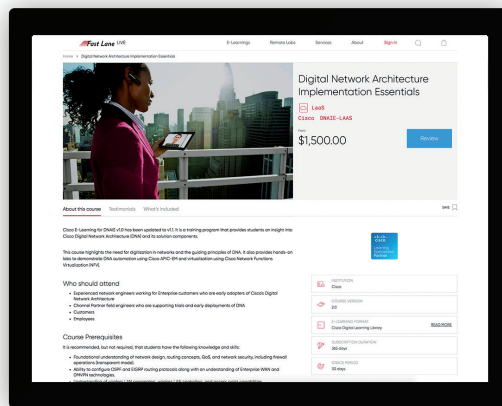 Fast Lane LIVE
E-Learnings Remote Labs Services About Sign in
Home > Digital Network Architecture Implementation Essentials
Digital Network Architecture
Implementation Essentials
LaaS
Cisco DNAIE-LAAS
From
$1,500.00
Review
About this course Testimonials What's included
SAVE
Cisco E-Learning for DNAIE v1.0 has been updated to v1.1. It is a training program that provides students an insight into
Cisco Digital Network Architecture (DNA) and its solution components.
This course highlights the need for digitization in networks and the guiding principles of DNA. It also provides hands-on
labs to demonstrate DNA automation using Cisco APIC-EM and virtualisation using Cisco Network Functions
Virtualisation (NFV).
CISCO
Learning
Partner
Who should attend
• Experienced network engineers working for Enterprise customers who are early adopters of Cisco's Digital
Network Architecture
• Channel Partner field engineers who are supporting trials and early deployments of DNA
• Customers
• Employees
INSTITUTION
Cisco
COURSE VERSION
2.0
E-LEARNING FORMAT
Cisco Digital Learning Library
READ MORE
SUBSCRIPTION DURATION
365 days
GRACE PERIOD
30 days
Course Prerequisites
It is recommended, but not required, that students have the following knowledge and skills:
• Foundational understanding of network design, routing concepts, QoS, and network security, including firewall
operations (transparent mode).
• Ability to configure OSPF and EIGRP routing protocols along with an understanding of Enterprise WAN and
DMVPN technologies.